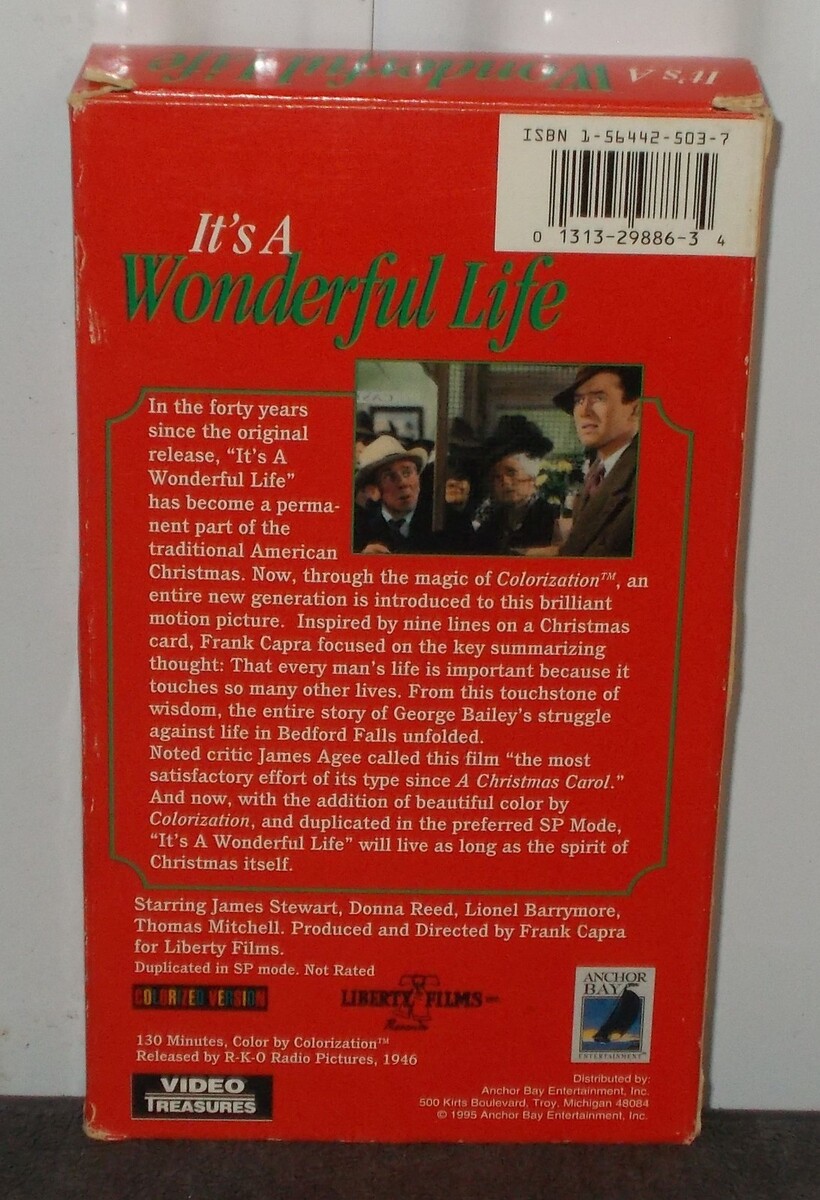 It's A
Wonderful Life
ISBN 1-56442-503-7
0 1313-29886-3 4
It's A
Wonderful Life
In the forty years
since the original
release, “It's A
Wonderful Life”
has become a perma-
nent part of the
traditional American
Christmas. Now, through the magic of Colorization™, an
entire new generation is introduced to this brilliant
motion picture. Inspired by nine lines on a Christmas
card, Frank Capra focused on the key summarizing
thought: That every man's life is important because it
touches so many other lives. From this touchstone of
wisdom, the entire story of George Bailey's struggle
against life in Bedford Falls unfolded.
Noted critic James Agee called this film “the most
satisfactory effort of its type since A Christmas Carol.”
And now, with the addition of beautiful color by
Colorization, and duplicated in the preferred SP Mode,
“It's A Wonderful Life” will live as long as the spirit of
Christmas itself.
Starring James Stewart, Donna Reed, Lionel Barrymore,
Thomas Mitchell. Produced and Directed by Frank Capra
for Liberty Films.
Duplicated in SP mode. Not Rated
COLORIZED VERSION
LIBERTY FILMS
ANCHOR
BAY
ENTERTAINMENT™
130 Minutes, Color by Colorization™
Released by R-K-O Radio Pictures, 1946
VIDEO
TREASURES
Distributed by:
Anchor Bay Entertainment, Inc.
500 Kirts Boulevard, Troy, Michigan 48084
© 1995 Anchor Bay Entertainment, Inc.